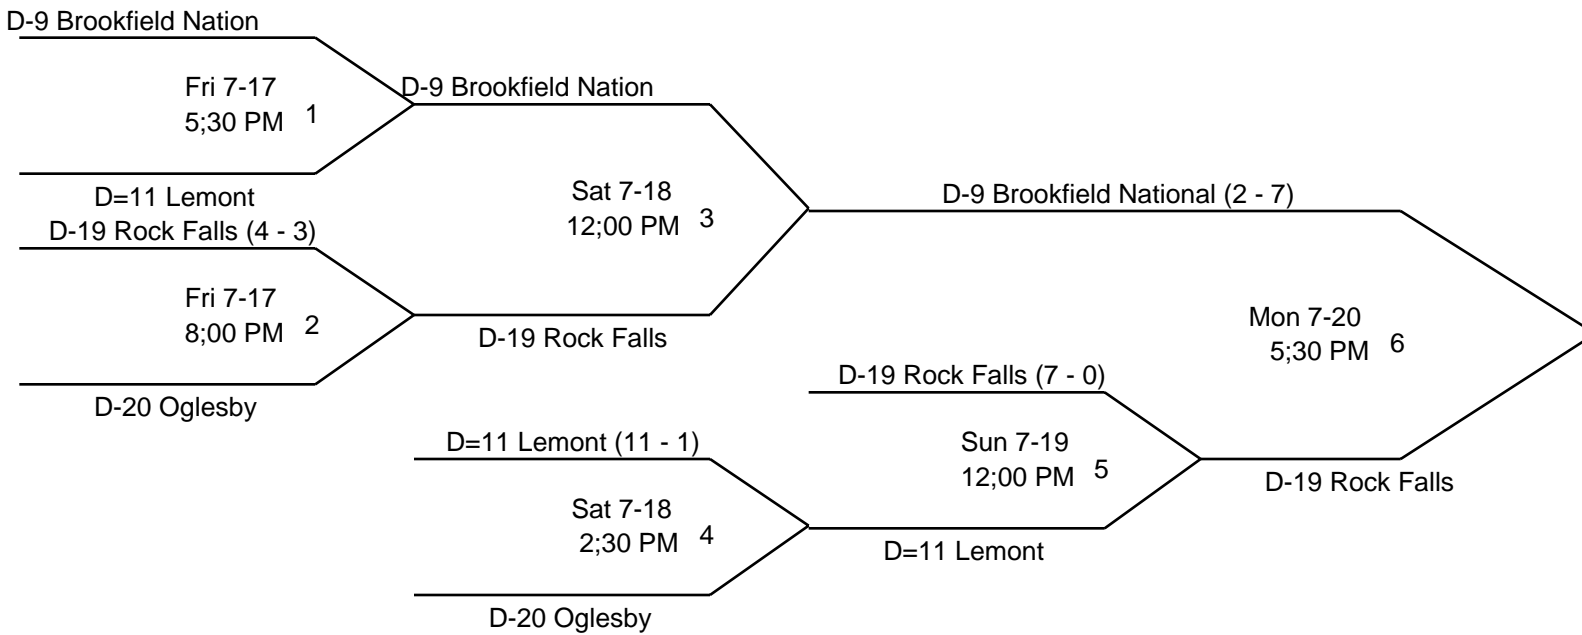 D-9 Brookfield Nation
Fri 7-17
5;30 PM 1
D=11 Lemont
D-19 Rock Falls (4 - 3)
Fri 7-17
8;00 PM 2
D-20 Oglesby
D-9 Brookfield Nation
Sat 7-18
12;00 PM 3
D-19 Rock Falls
D=11 Lemont (11 - 1)
Sat 7-18
2;30 PM 4
D-20 Oglesby
D-9 Brookfield National (2 - 7)
Mon 7-20
5;30 PM 6
D-19 Rock Falls (7 - 0)
Sun 7-19
12;00 PM 5
D=11 Lemont
D-19 Rock Falls